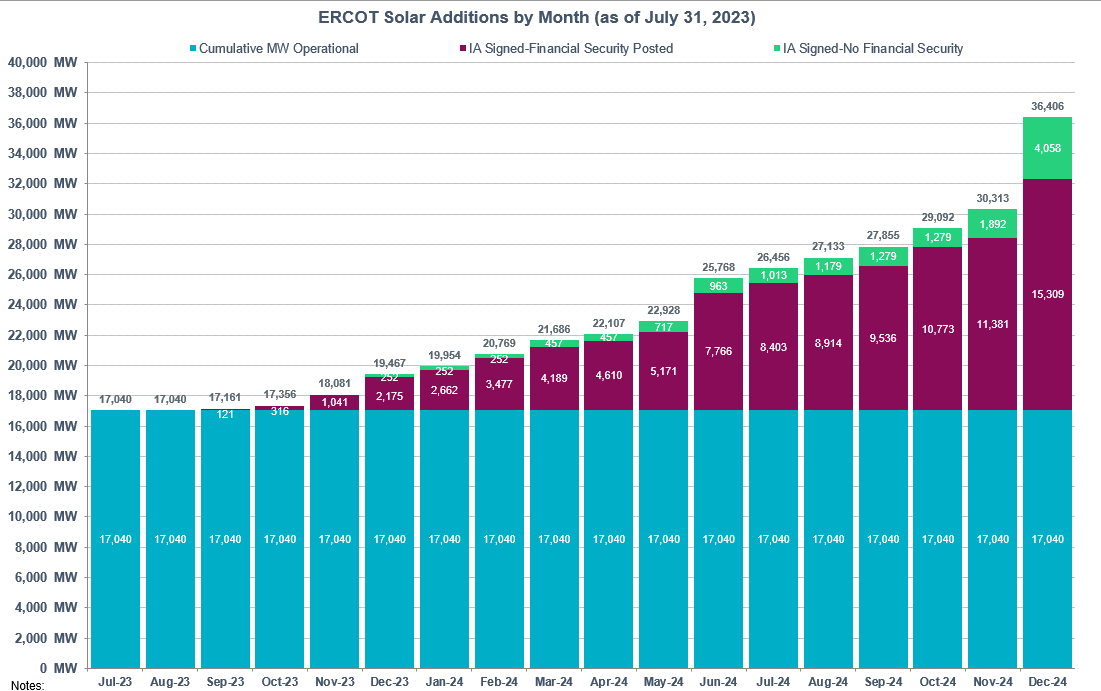 ERCOT Solar Additions by Month (as of July 31, 2023)
Cumulative MW Operational IA Signed-Financial Security Posted IA Signed-No Financial Security
40,000 MW
38,000 MW
36,000 MW
34,000 MW
32,000 MW
30,000 MW
28,000 MW
26,000 MW
24,000 MW
22,000 MW
20,000 MW
18,000 MW
16,000 MW
14,000 MW
12,000 MW
10,000 MW
8,000 MW
6,000 MW
4,000 MW
2,000 MW
0 MW
17,040 17,040 17,161 17,356 18,081 19,467 19,954 20,769 21,686 22,107 22,928 25,768 26,456 27,133 27,855 29,092 30,313 36,406
252 252 252 457 457 717 963 1,013 1,179 1,279 1,279 1,892 4,058
121 316 1,041 2,175 2,662 3,477 4,189 4,610 5,171 7,766 8,403 8,914 9,536 10,773 11,381 15,309
17,040 17,040 17,040 17,040 17,040 17,040 17,040 17,040 17,040 17,040 17,040 17,040 17,040 17,040 17,040 17,040 17,040 17,040
Jul-23 Aug-23 Sep-23 Oct-23 Nov-23 Dec-23 Jan-24 Feb-24 Mar-24 Apr-24 May-24 Jun-24 Jul-24 Aug-24 Sep-24 Oct-24 Nov-24 Dec-24
Notes: